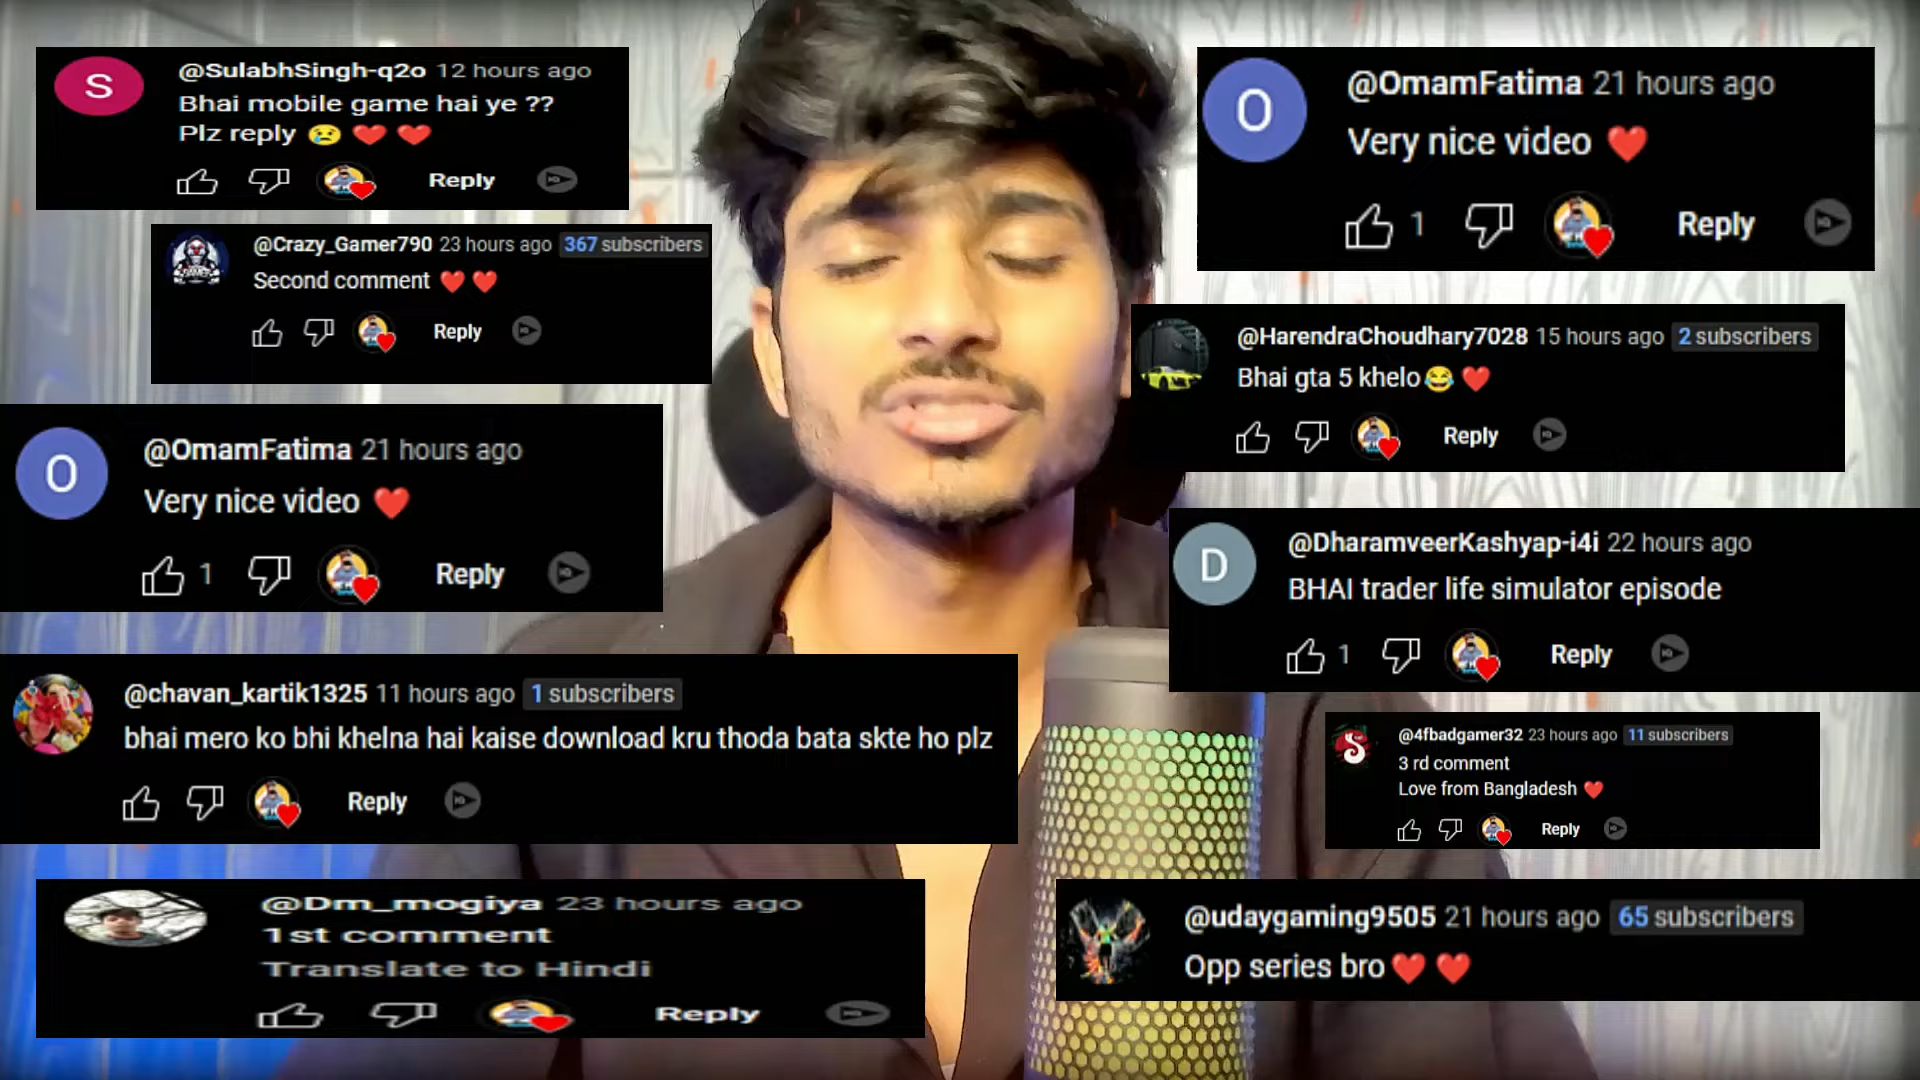 S
@SulabhSingh-q2o 12 hours ago
Bhai mobile game hai ye ??
Plz reply 😢 ❤️ ❤️
Reply
@Crazy_Gamer790 23 hours ago 367 subscribers
Second comment ❤️ ❤️
Reply
O
@OmamFatima 21 hours ago
Very nice video ❤️
1
Reply
@chavan_kartik1325 11 hours ago 1 subscribers
bhai mero ko bhi khelna hai kaise download kru thoda bata skte ho plz
Reply
@Dm_mogiya 23 hours ago
1st comment
Translate to Hindi
Reply
O
@OmamFatima 21 hours ago
Very nice video ❤️
1
Reply
@HarendraChoudhary7028 15 hours ago 2 subscribers
Bhai gta 5 khelo😂 ❤️
Reply
D
@DharamveerKashyap-i4i 22 hours ago
BHAI trader life simulator episode
1
Reply
@4fbadgamer32 23 hours ago 11 subscribers
3 rd comment
Love from Bangladesh ❤️
Reply
@udaygaming9505 21 hours ago 65 subscribers
Opp series bro❤️ ❤️